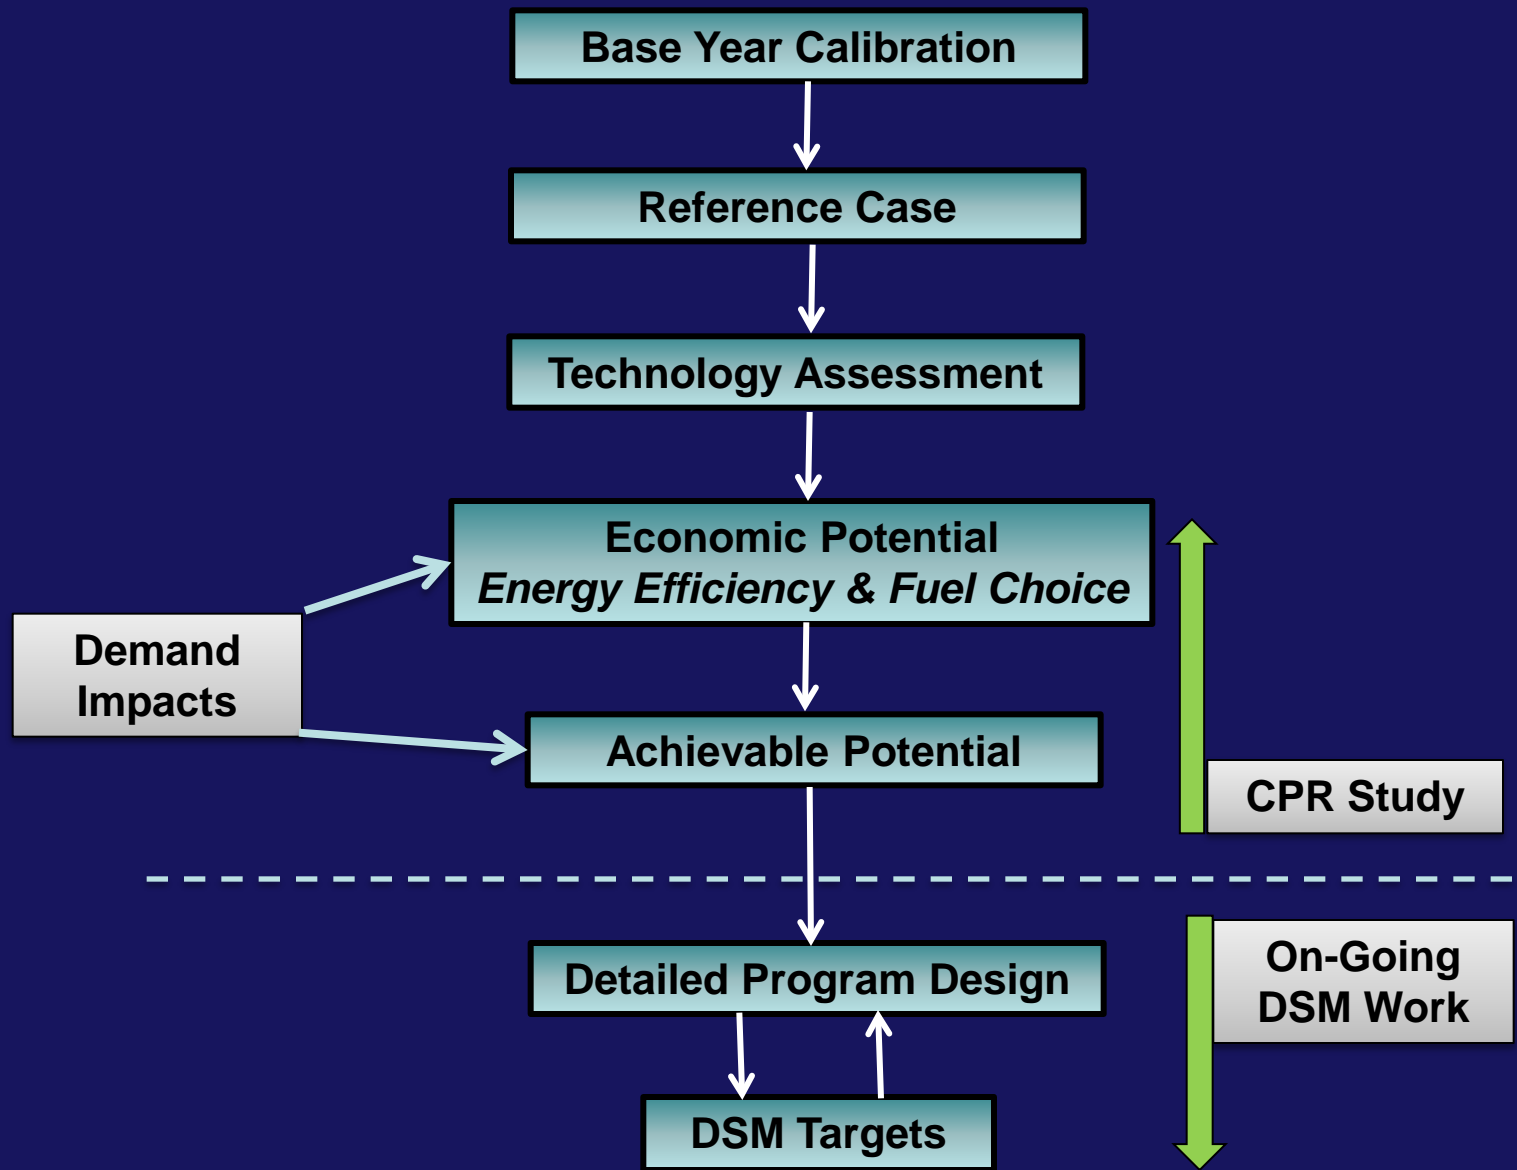 Base Year Calibration
Reference Case
Technology Assessment
Economic Potential
Energy Efficiency & Fuel Choice
Demand
Impacts
Achievable Potential
CPR Study
Detailed Program Design
On-Going
DSM Work
DSM Targets